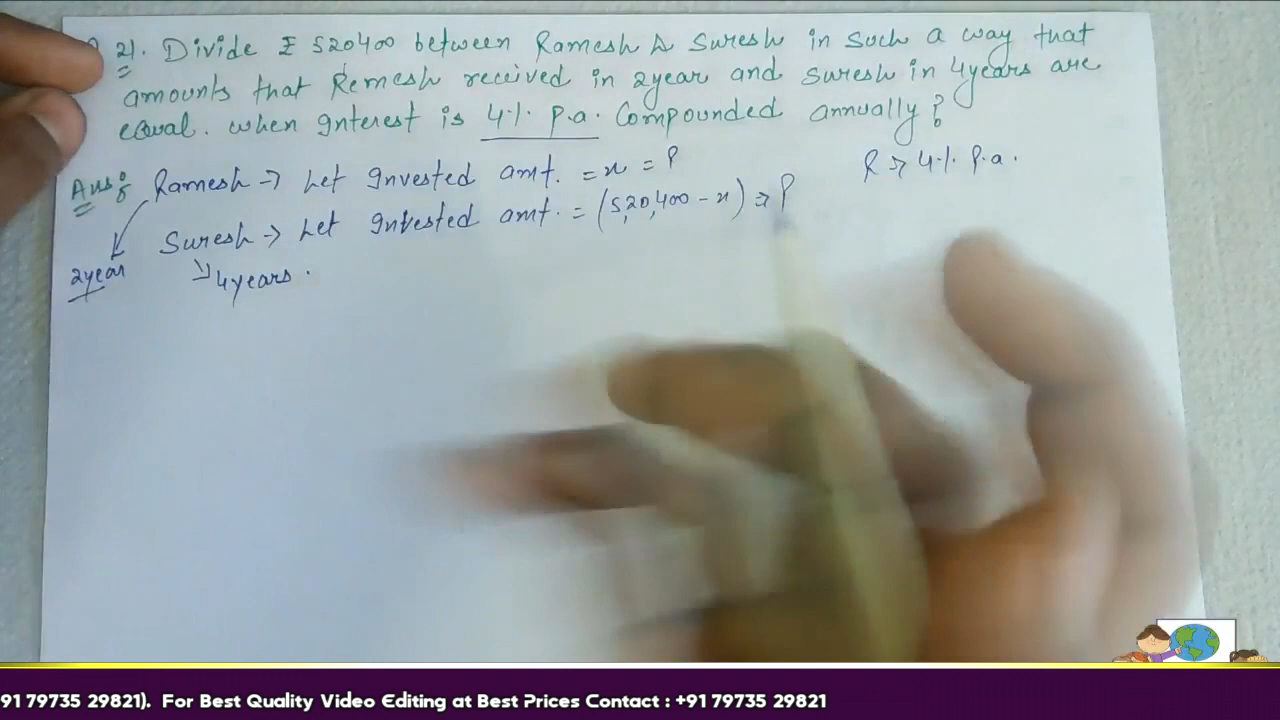 21. Divide ₹ 520400 between Ramesh & Suresh in such a way that
amounts that Remesh received in 2year and Suresh in 4years are
equal. when Interest is 4% p.a. Compounded annually?
Ans: Ramesh → Let Invested amt. = x = P
R → 4% P.a.
Suresh → Let Invested amt. = (5,20,400 - x) ⇒ P
2year
↘ 4years.
91 79735 29821). For Best Quality Video Editing at Best Prices Contact : +91 79735 29821